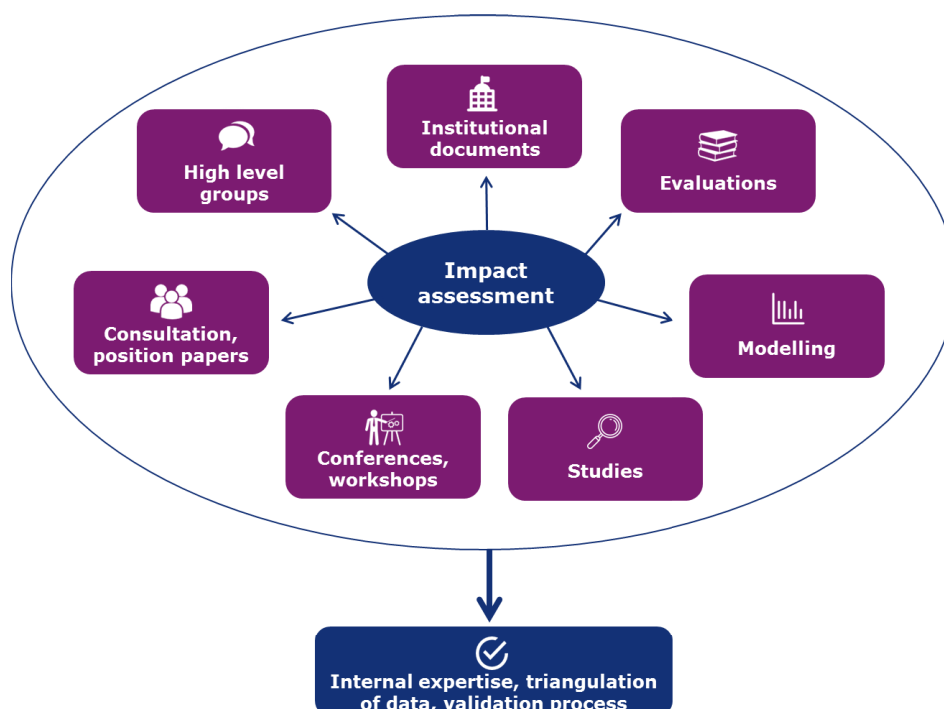 Institutional
documents
High level
groups
Evaluations
Impact
assessment
Consultation,
position papers
Modelling
Conferences,
workshops
Studies
Internal expertise, triangulation
of data, validation process